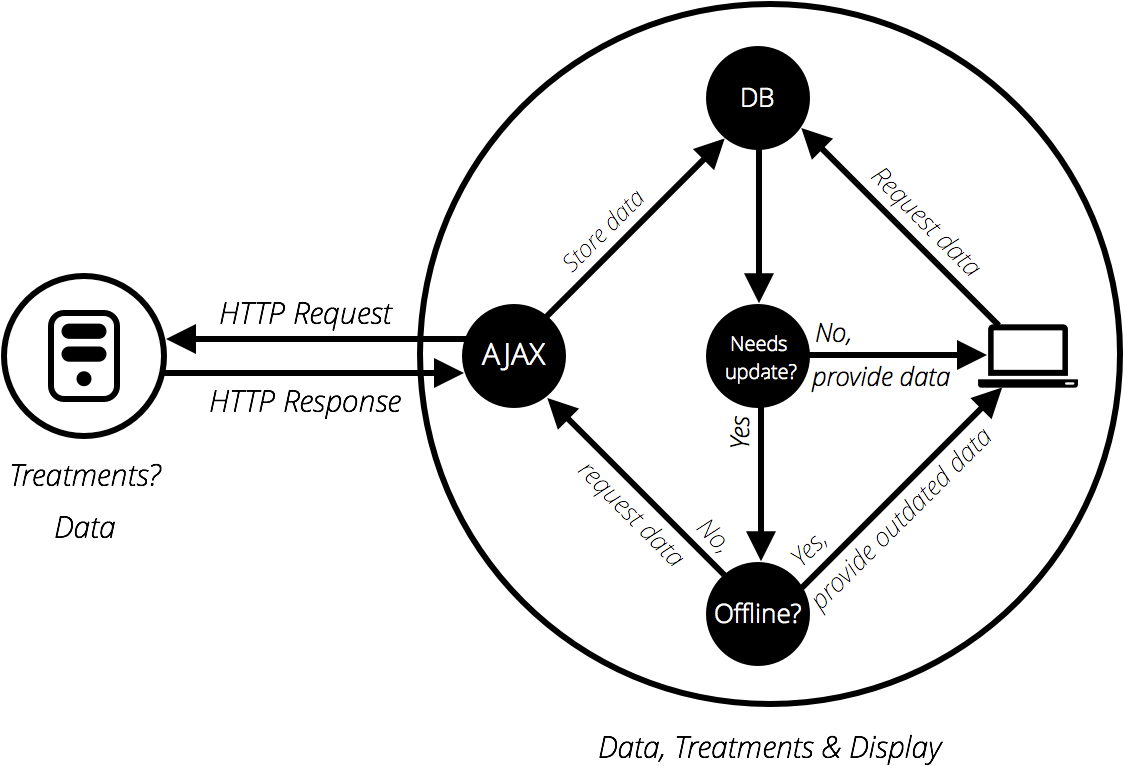 DB
Store data
Request data
HTTP Request
AJAX
Needs
update?
No,
provide data
HTTP Response
Yes
Treatments?
Data
No,
request data
Yes,
provide outdated data
Offline?
Data, Treatments & Display